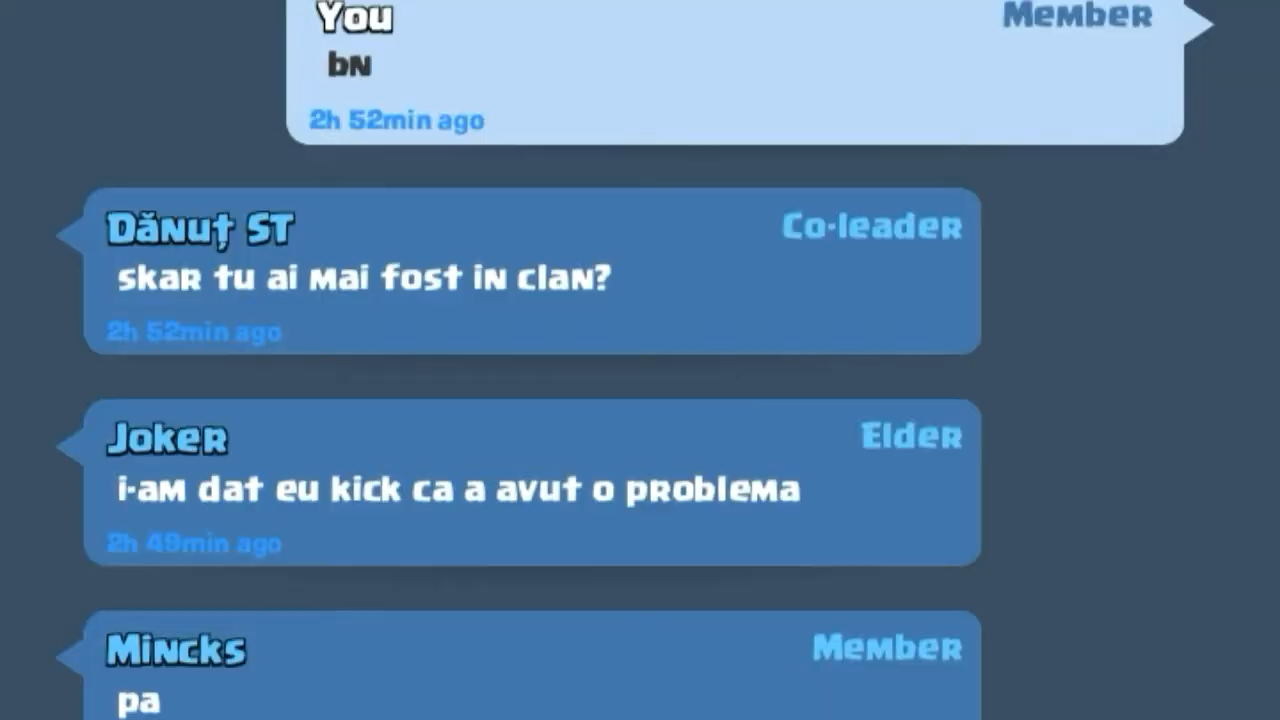 You Member
bn
2h 52min ago
Dănuț ST Co-leader
skar tu ai mai fost in clan?
2h 52min ago
Joker Elder
i-am dat eu kick ca a avut o problema
2h 49min ago
Mincks Member
pa